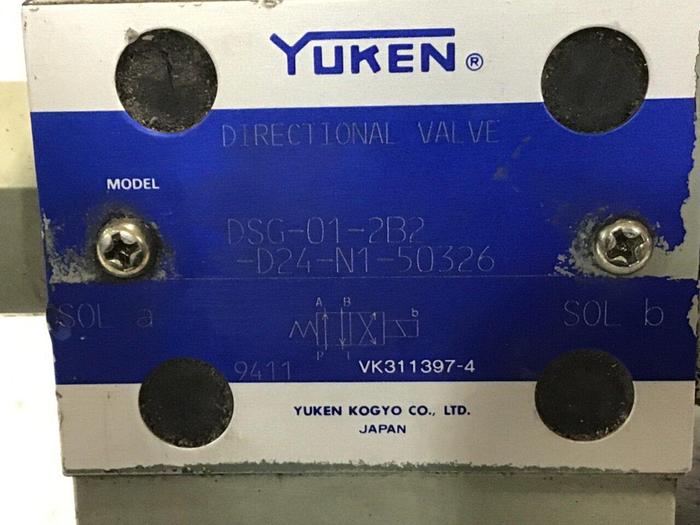 YUKEN®
DIRECTIONAL VALVE
MODEL
DSG-01-2B2
-D24-N1-50326
A B
b
SOL a
SOL b
P T
9411
VK311397-4
YUKEN KOGYO CO., LTD.
JAPAN